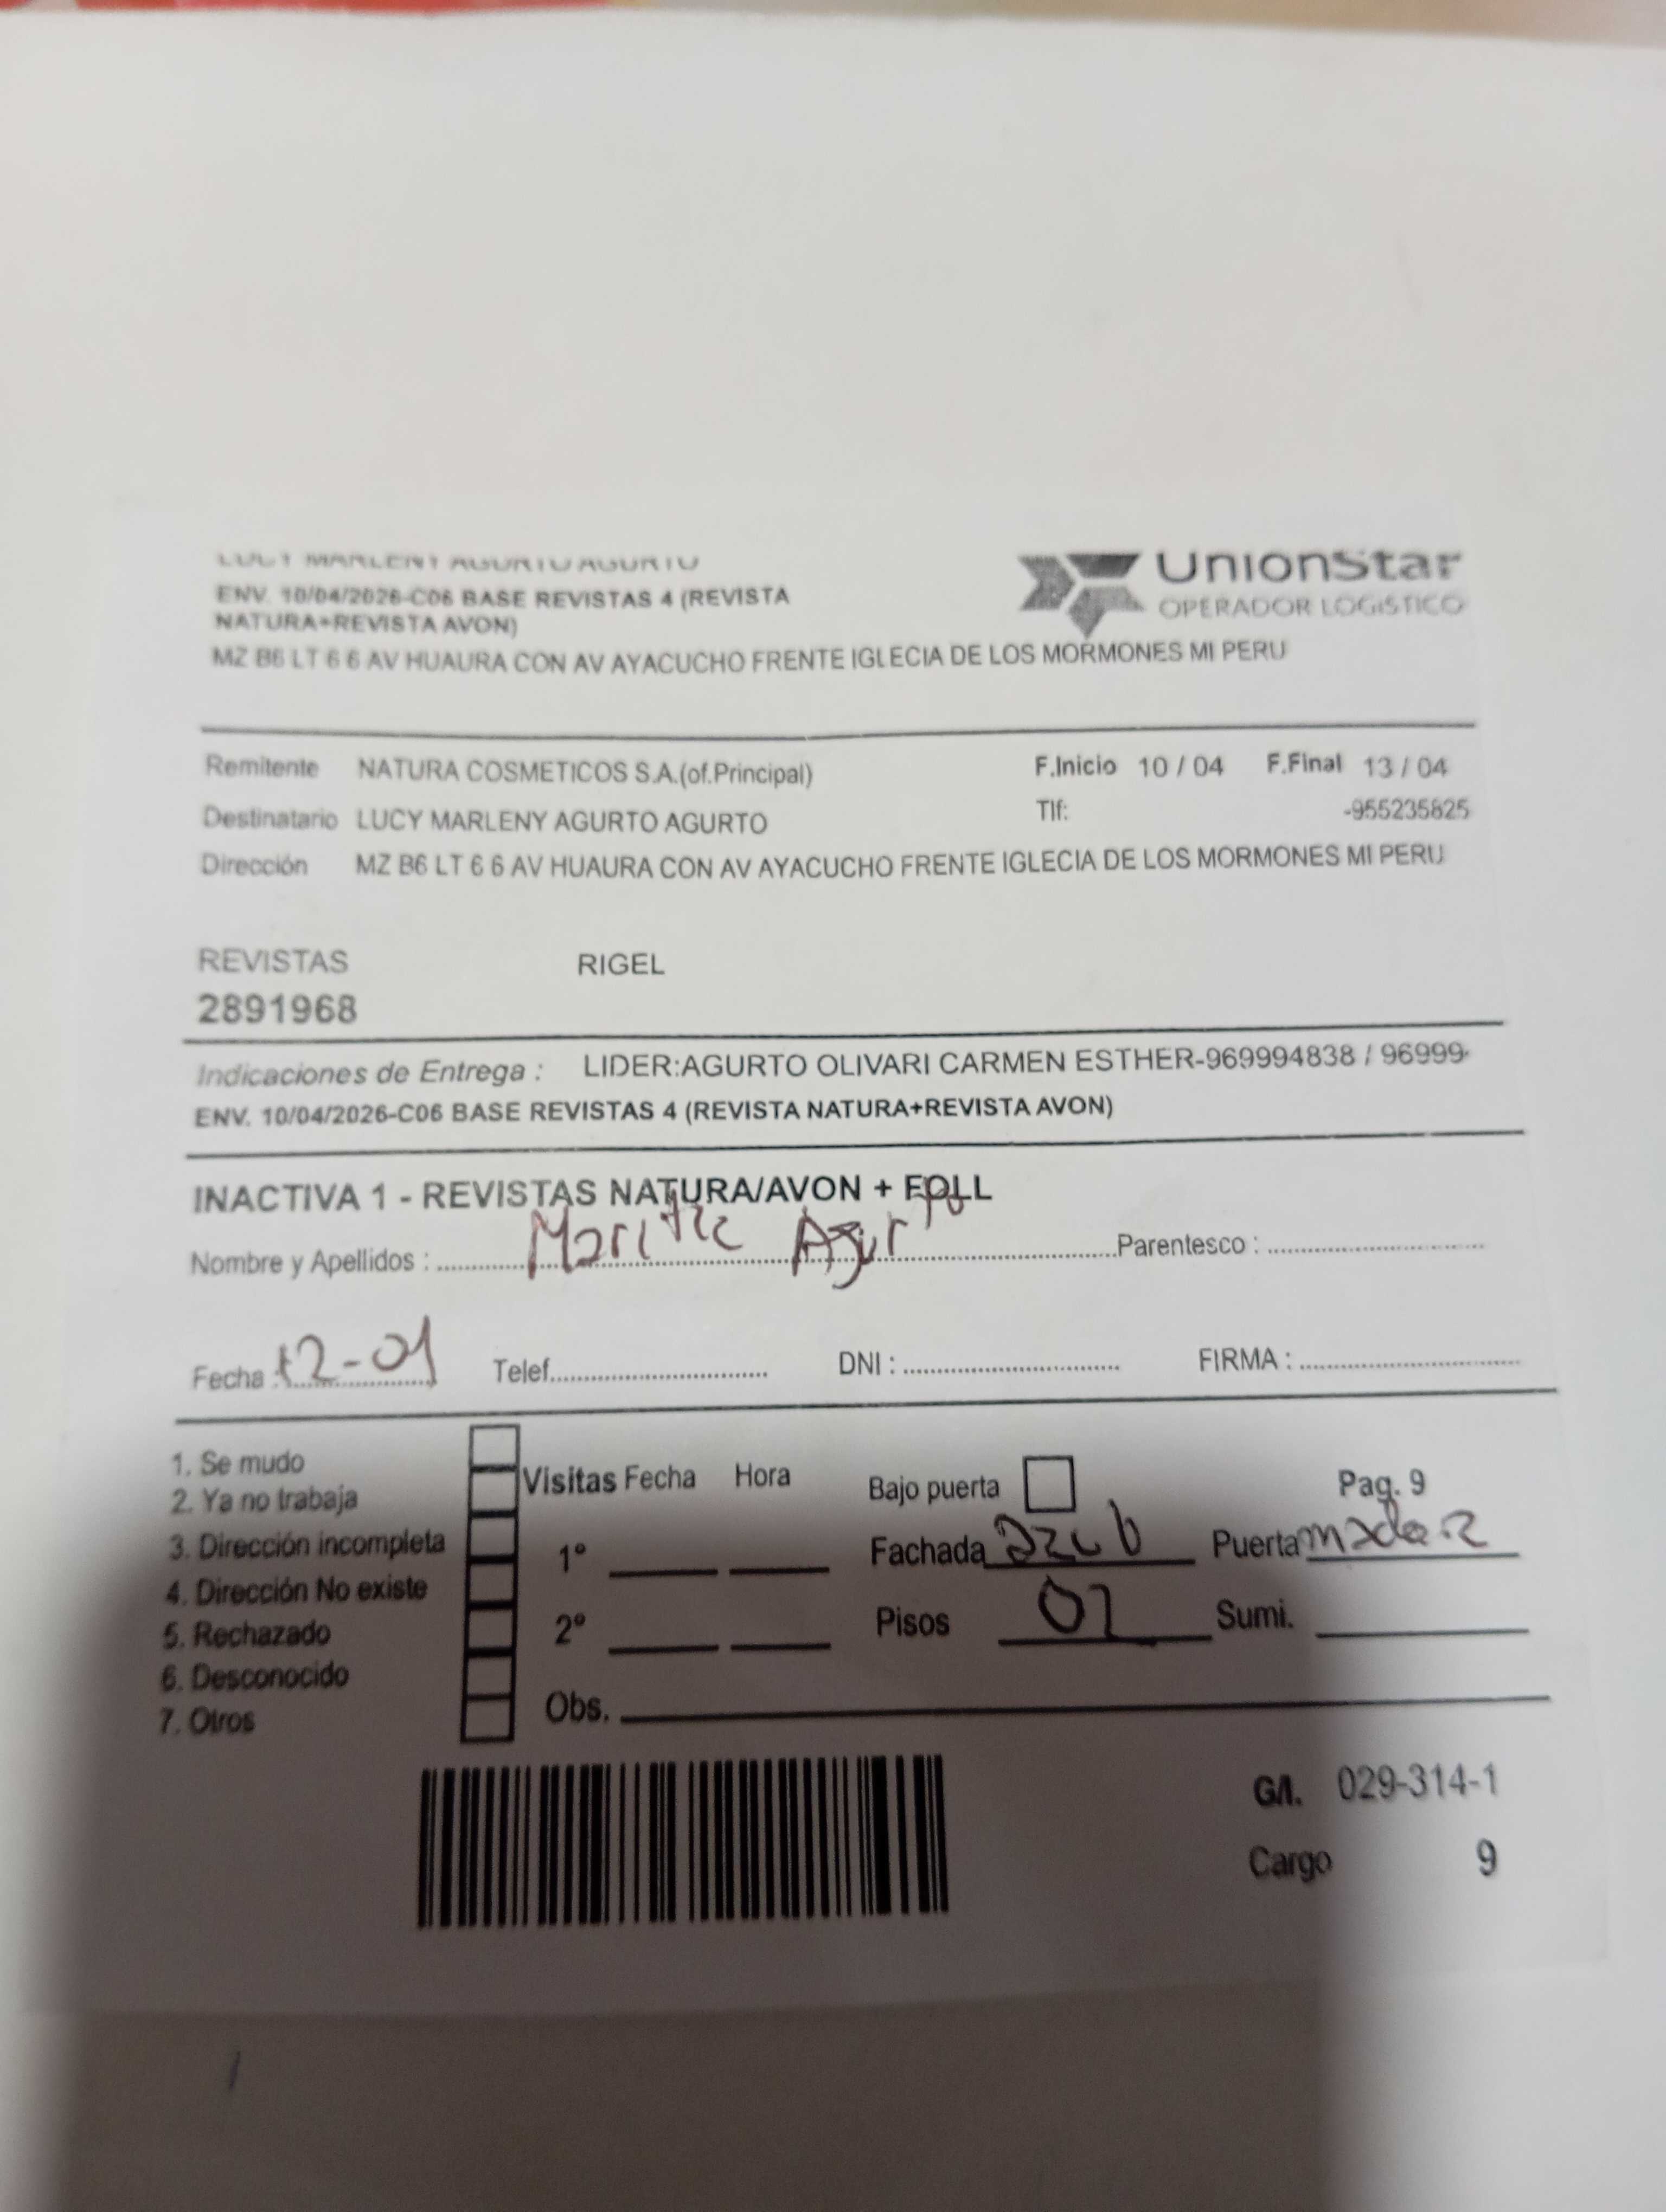 LUCY MARLENY AGURTO AGURTO
UnionStar
OPERADOR LOGISTICO
ENV. 10/04/2026-C06 BASE REVISTAS 4 (REVISTA
NATURA+REVISTA AVON)
MZ B6 LT 6 6 AV HUAURA CON AV AYACUCHO FRENTE IGLECIA DE LOS MORMONES MI PERU
Remitente NATURA COSMETICOS S.A.(of.Principal) F.Inicio 10 / 04 F.Final 13 / 04
Destinatario LUCY MARLENY AGURTO AGURTO Tlf: -955235825
Dirección MZ B6 LT 6 6 AV HUAURA CON AV AYACUCHO FRENTE IGLECIA DE LOS MORMONES MI PERU
REVISTAS RIGEL
2891968
Indicaciones de Entrega : LIDER:AGURTO OLIVARI CARMEN ESTHER-969994838 / 96999
ENV. 10/04/2026-C06 BASE REVISTAS 4 (REVISTA NATURA+REVISTA AVON)
INACTIVA 1 - REVISTAS NATURA/AVON + FOLL
Nombre y Apellidos : Agurto Parentesco :
Fecha : Telef. DNI : FIRMA :
1. Se mudo
2. Ya no trabaja
3. Dirección incompleta
4. Dirección No existe
5. Rechazado
6. Desconocido
7. Otros
Visitas Fecha Hora Bajo puerta Pag. 9
1° Fachada Puerta
2° Pisos Sumi.
Obs.
G/I. 029-314-1
Cargo 9